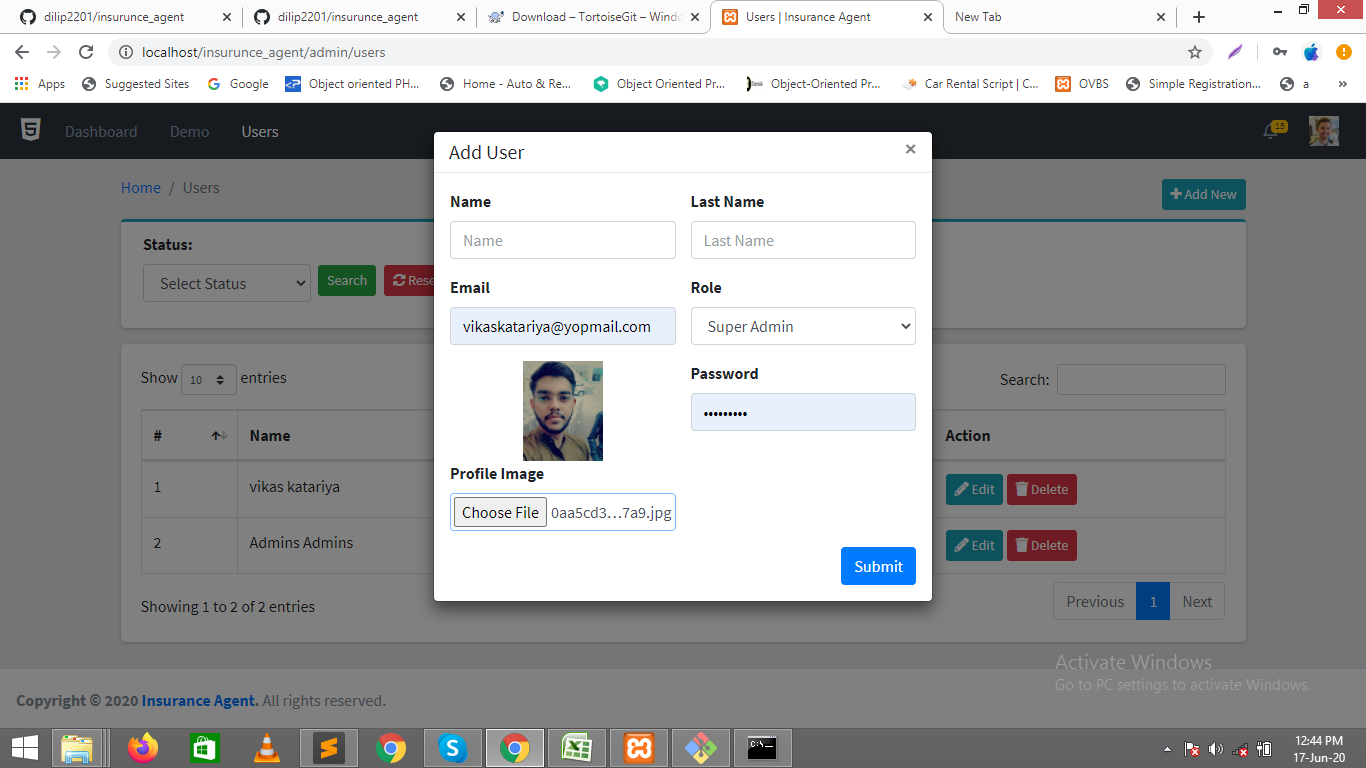 dilip2201/insurunce_agent
dilip2201/insurunce_agent
Download – TortoiseGit – Windo
Users | Insurance Agent
New Tab
localhost/insurunce_agent/admin/users
Apps
Suggested Sites
Google
Object oriented PH...
Home - Auto & Re...
Object Oriented Pr...
Object-Oriented Pr...
Car Rental Script | C...
OVBS
Simple Registration...
a
»
Dashboard
Demo
Users
15
Home / Users
Add New
Status:
Select Status
Search
Rese
Add User
×
Name
Last Name
Name
Last Name
Email
Role
vikaskatariya@yopmail.com
Super Admin
Password
•••••••••
Profile Image
Choose File 0aa5cd3...7a9.jpg
Submit
Show 10 entries
Search:
# Name Action
1 vikas katariya Edit Delete
2 Admins Admins Edit Delete
Showing 1 to 2 of 2 entries
Previous 1 Next
Activate Windows
Go to PC settings to activate Windows.
Copyright © 2020 Insurance Agent. All rights reserved.
12:44 PM
17-Jun-20